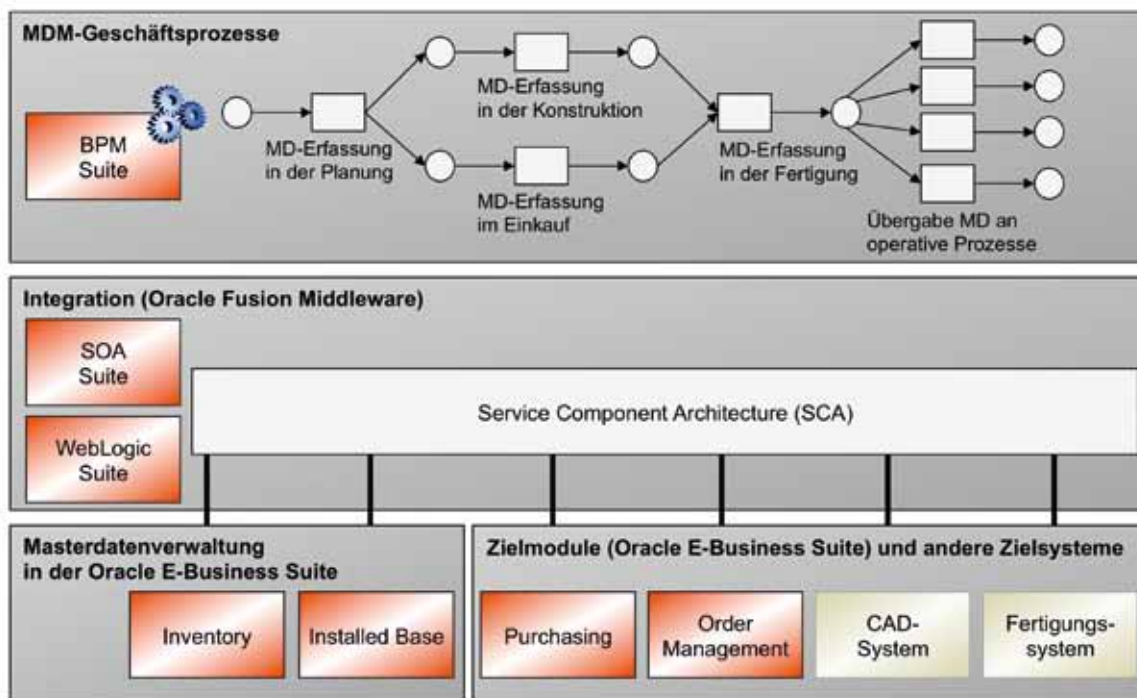 MDM-Geschäftsprozesse
BPM
Suite
MD-Erfassung
in der Planung
MD-Erfassung
in der Konstruktion
MD-Erfassung
im Einkauf
MD-Erfassung
in der Fertigung
Übergabe MD an
operative Prozesse
Integration (Oracle Fusion Middleware)
SOA
Suite
WebLogic
Suite
Service Component Architecture (SCA)
Masterdatenverwaltung
in der Oracle E-Business Suite
Inventory
Installed Base
Zielmodule (Oracle E-Business Suite) und andere Zielsysteme
Purchasing
Order
Management
CAD-
System
Fertigungs-
system